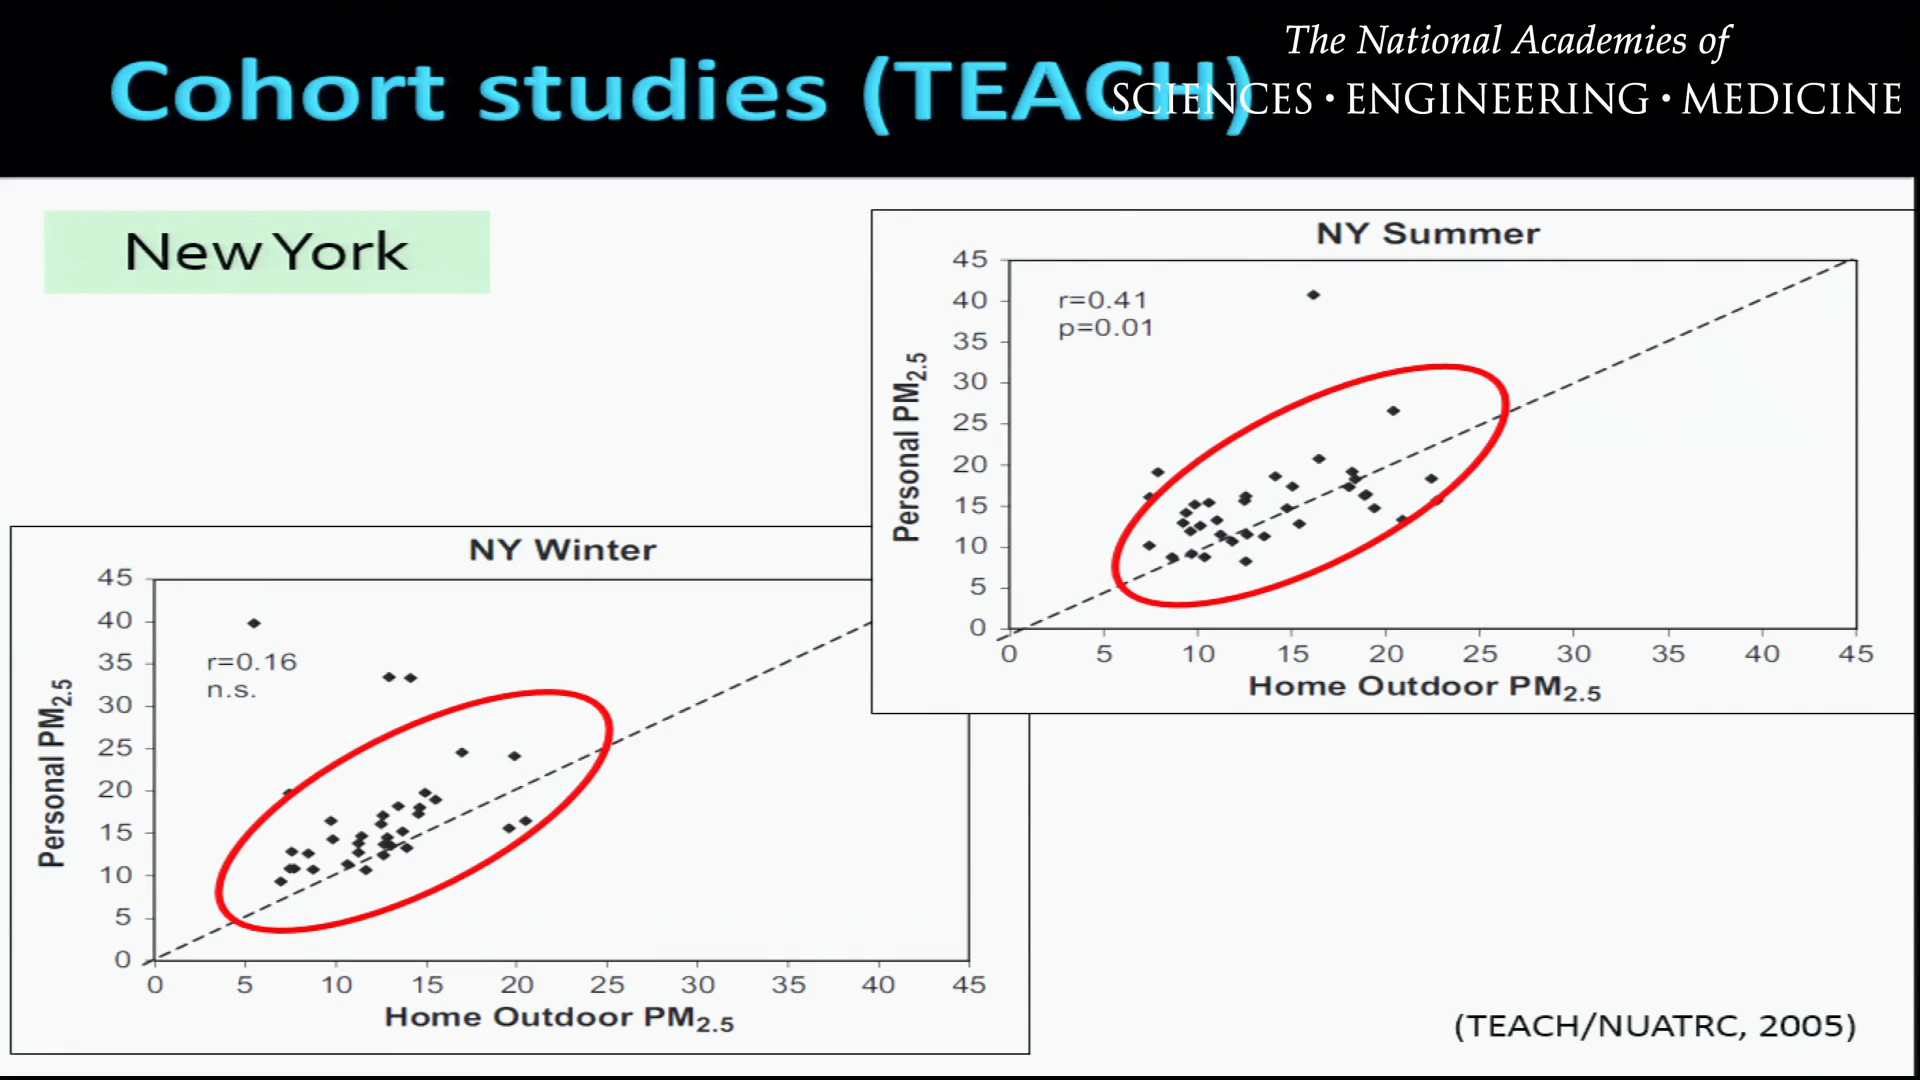 Cohort studies (TEACH)
The National Academies of
SCIENCES • ENGINEERING • MEDICINE
New York
NY Summer
r=0.41
p=0.01
Personal PM2.5
45
40
35
30
25
20
15
10
5
0
0 5 10 15 20 25 30 35 40 45
Home Outdoor PM2.5
NY Winter
r=0.16
n.s.
Personal PM2.5
45
40
35
30
25
20
15
10
5
0
0 5 10 15 20 25 30 35 40 45
Home Outdoor PM2.5
(TEACH/NUATRC, 2005)